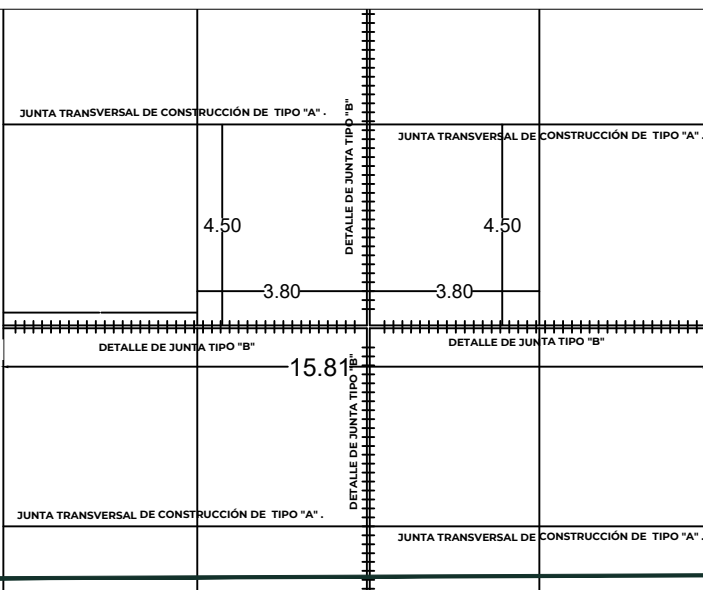 JUNTA TRANSVERSAL DE CONSTRUCCIÓN DE TIPO "A" .
DETALLE DE JUNTA TIPO "B"
JUNTA TRANSVERSAL DE CONSTRUCCIÓN DE TIPO "A" .
4.50
4.50
3.80
3.80
DETALLE DE JUNTA TIPO "B"
DETALLE DE JUNTA TIPO "B"
15.81
DETALLE DE JUNTA TIPO "B"
JUNTA TRANSVERSAL DE CONSTRUCCIÓN DE TIPO "A" .
JUNTA TRANSVERSAL DE CONSTRUCCIÓN DE TIPO "A" .